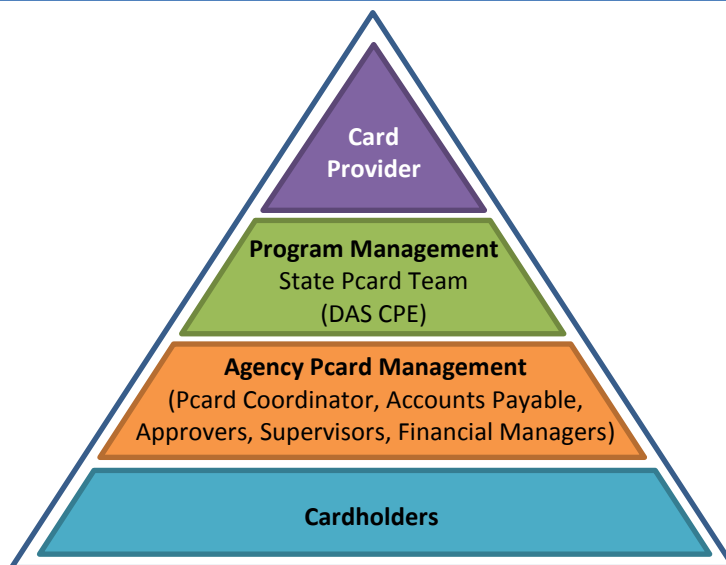 Card
Provider
Program Management
State Pcard Team
(DAS CPE)
Agency Pcard Management
(Pcard Coordinator, Accounts Payable,
Approvers, Supervisors, Financial Managers)
Cardholders